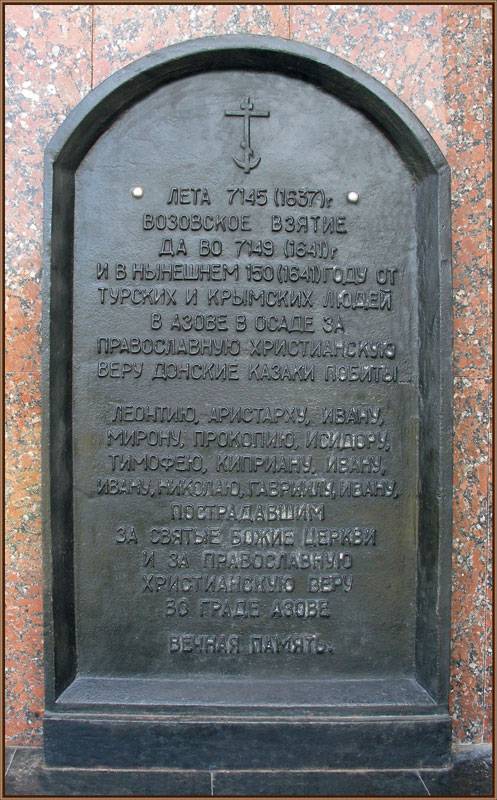 ЛЕТА 7145 (1637)г
ВОЗОВСКОЕ ВЗЯТИЕ
ДА ВО 7149 (1641)г
И В НЫНЕШНЕМ 150 (1641) ГОДУ ОТ
ТУРСКИХ И КРЫМСКИХ ЛЮДЕЙ
В АЗОВЕ В ОСАДЕ ЗА
ПРАВОСЛАВНУЮ ХРИСТИАНСКУЮ
ВЕРУ ДОНСКИЕ КАЗАКИ ПОБИТЫ...
ЛЕОНТИЮ, АРИСТАРХУ, ИВАНУ,
МИРОНУ, ПРОКОПИЮ, ИСИДОРУ,
ТИМОФЕЮ, КИПРИАНУ, ИВАНУ,
ИВАНУ, НИКОЛАЮ, ГАВРИИЛУ, ИВАНУ,
ПОСТРАДАВШИМ
ЗА СВЯТЫЕ БОЖИЕ ЦЕРКВИ
И ЗА ПРАВОСЛАВНУЮ
ХРИСТИАНСКУЮ ВЕРУ
ВО ГРАДЕ АЗОВЕ
ВЕЧНАЯ ПАМЯТЬ.